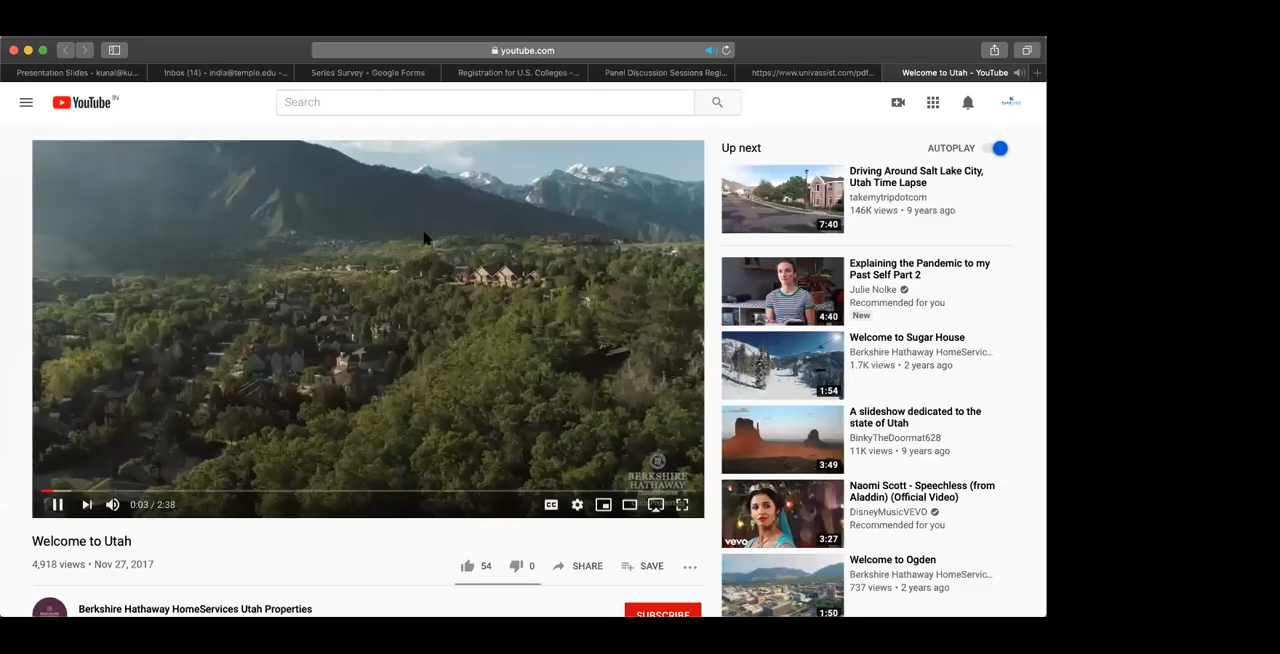 youtube.com
Presentation Slides - kunal@ku...
Inbox (14) - india@temple.edu -...
Series Survey - Google Forms
Registration for U.S. Colleges -...
Panel Discussion Sessions Regi...
https://www.univassist.com/pdf...
Welcome to Utah - YouTube
YouTube IN
Search
BERKSHIRE
HATHAWAY
0:03 / 2:38
Welcome to Utah
4,918 views • Nov 27, 2017
54
0
SHARE
SAVE
Berkshire Hathaway HomeServices Utah Properties
SUBSCRIBE
Up next
AUTOPLAY
7:40
Driving Around Salt Lake City,
Utah Time Lapse
takemytripdotcom
146K views • 9 years ago
4:40
Explaining the Pandemic to my
Past Self Part 2
Julie Nolke
Recommended for you
New
1:54
Welcome to Sugar House
Berkshire Hathaway HomeServic...
1.7K views • 2 years ago
3:49
A slideshow dedicated to the
state of Utah
BinkyTheDoormat628
11K views • 9 years ago
vevo
3:27
Naomi Scott - Speechless (from
Aladdin) (Official Video)
DisneyMusicVEVO
Recommended for you
1:50
Welcome to Ogden
Berkshire Hathaway HomeServic...
737 views • 2 years ago